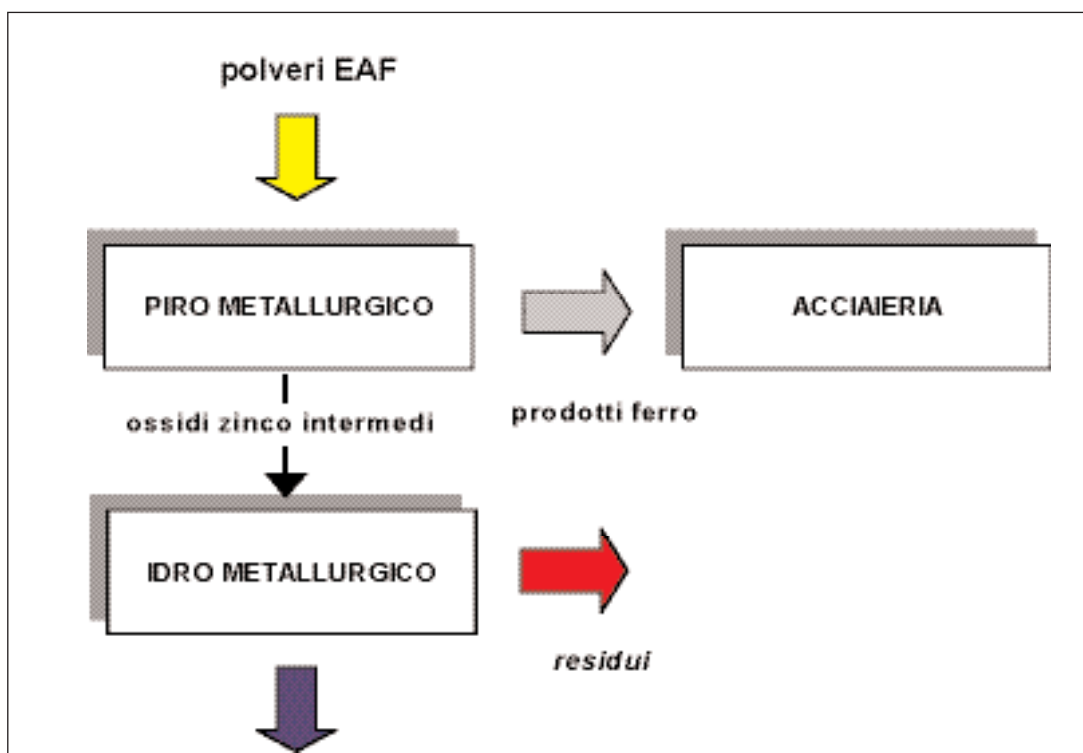 polveri EAF
PIRO METALLURGICO
ACCIAIERIA
prodotti ferro
ossidi zinco intermedi
IDRO METALLURGICO
residui